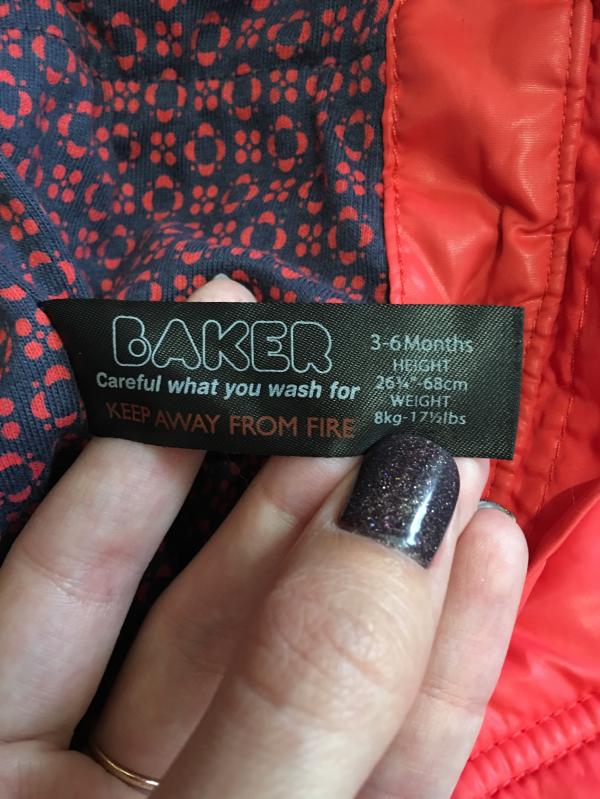 BAKER
Careful what you wash for
KEEP AWAY FROM FIRE
3-6 Months
HEIGHT
26¼"-68cm
WEIGHT
8kg-17½lbs